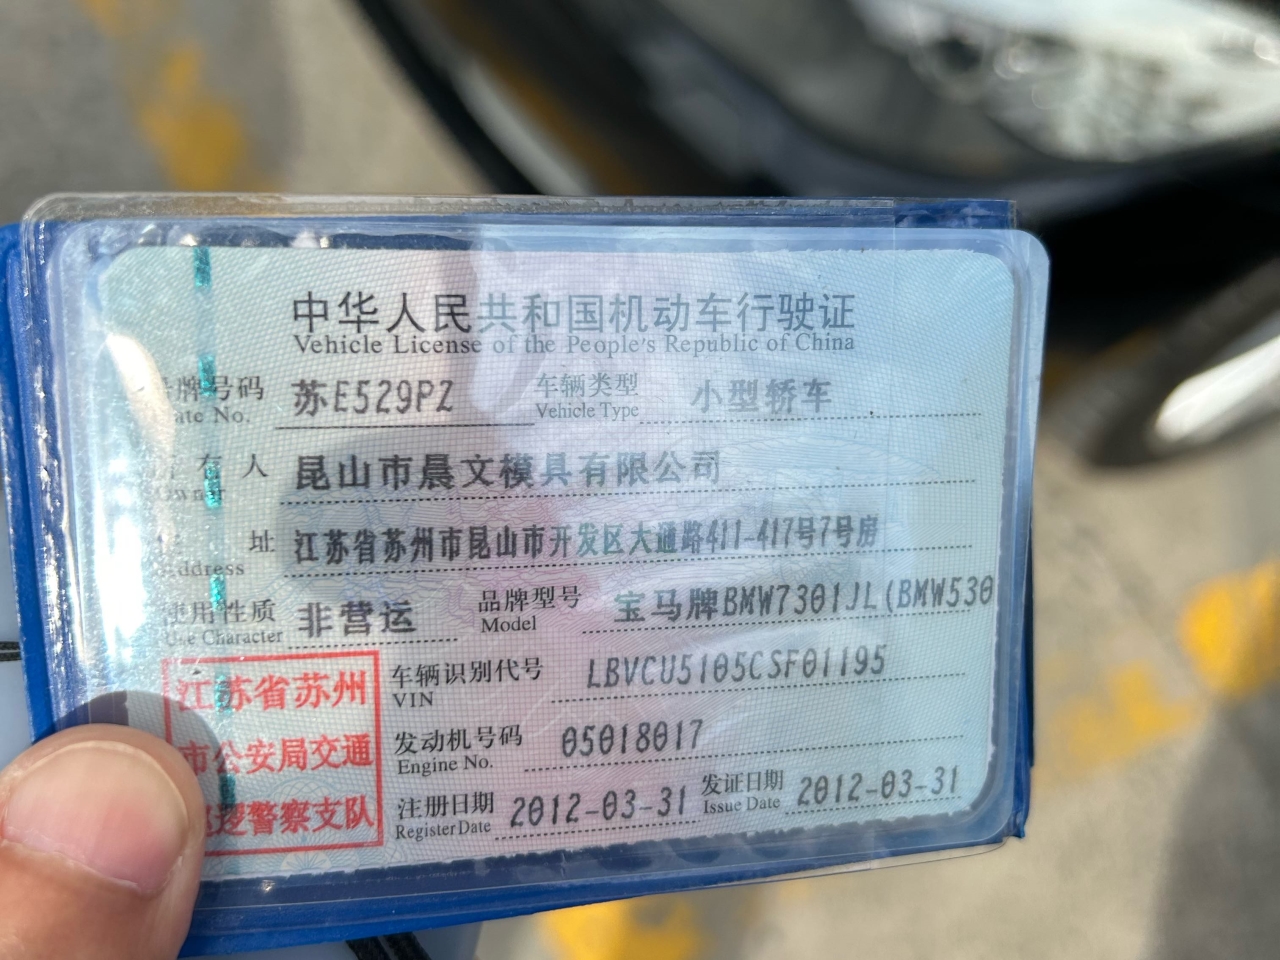 中华人民共和国机动车行驶证
Vehicle License of the People's Republic of China
牌号码 苏E529PZ 车辆类型 小型轿车
ate No. Vehicle Type
有人 昆山市晨文模具有限公司
Owner
址 江苏省苏州市昆山市开发区大通路411-417号7号房
Address
使用性质 非营运 品牌型号 宝马牌BMW7301JL(BMW530
Use Character Model
江苏省苏州
市公安局交通
巡逻警察支队
车辆识别代号 LBVCU5105CSF01195
VIN
发动机号码 05018017
Engine No.
注册日期 2012-03-31 发证日期 2012-03-31
Register Date Issue Date